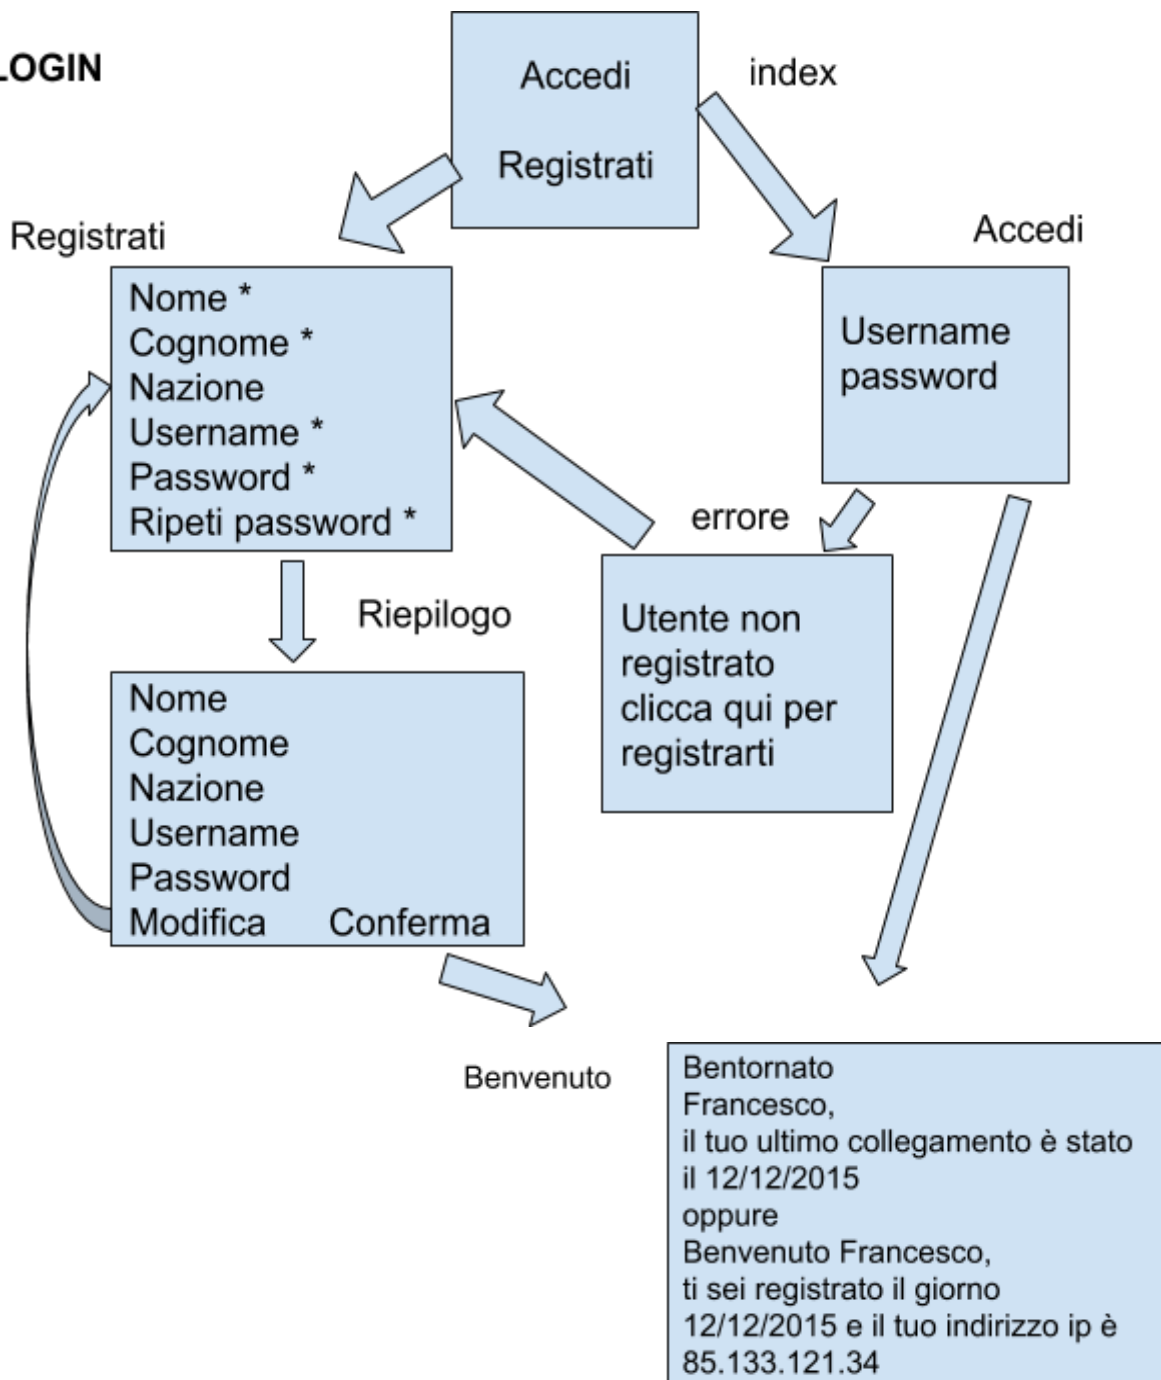 LOGIN
Accedi
index
Registrati
Registrati
Accedi
Nome *
Cognome *
Nazione
Username *
Password *
Ripeti password *
Username
password
errore
Riepilogo
Utente non
registrato
clicca qui per
registrarti
Nome
Cognome
Nazione
Username
Password
Modifica Conferma
Benvenuto
Bentornato
Francesco,
il tuo ultimo collegamento è stato
il 12/12/2015
oppure
Benvenuto Francesco,
ti sei registrato il giorno
12/12/2015 e il tuo indirizzo ip è
85.133.121.34